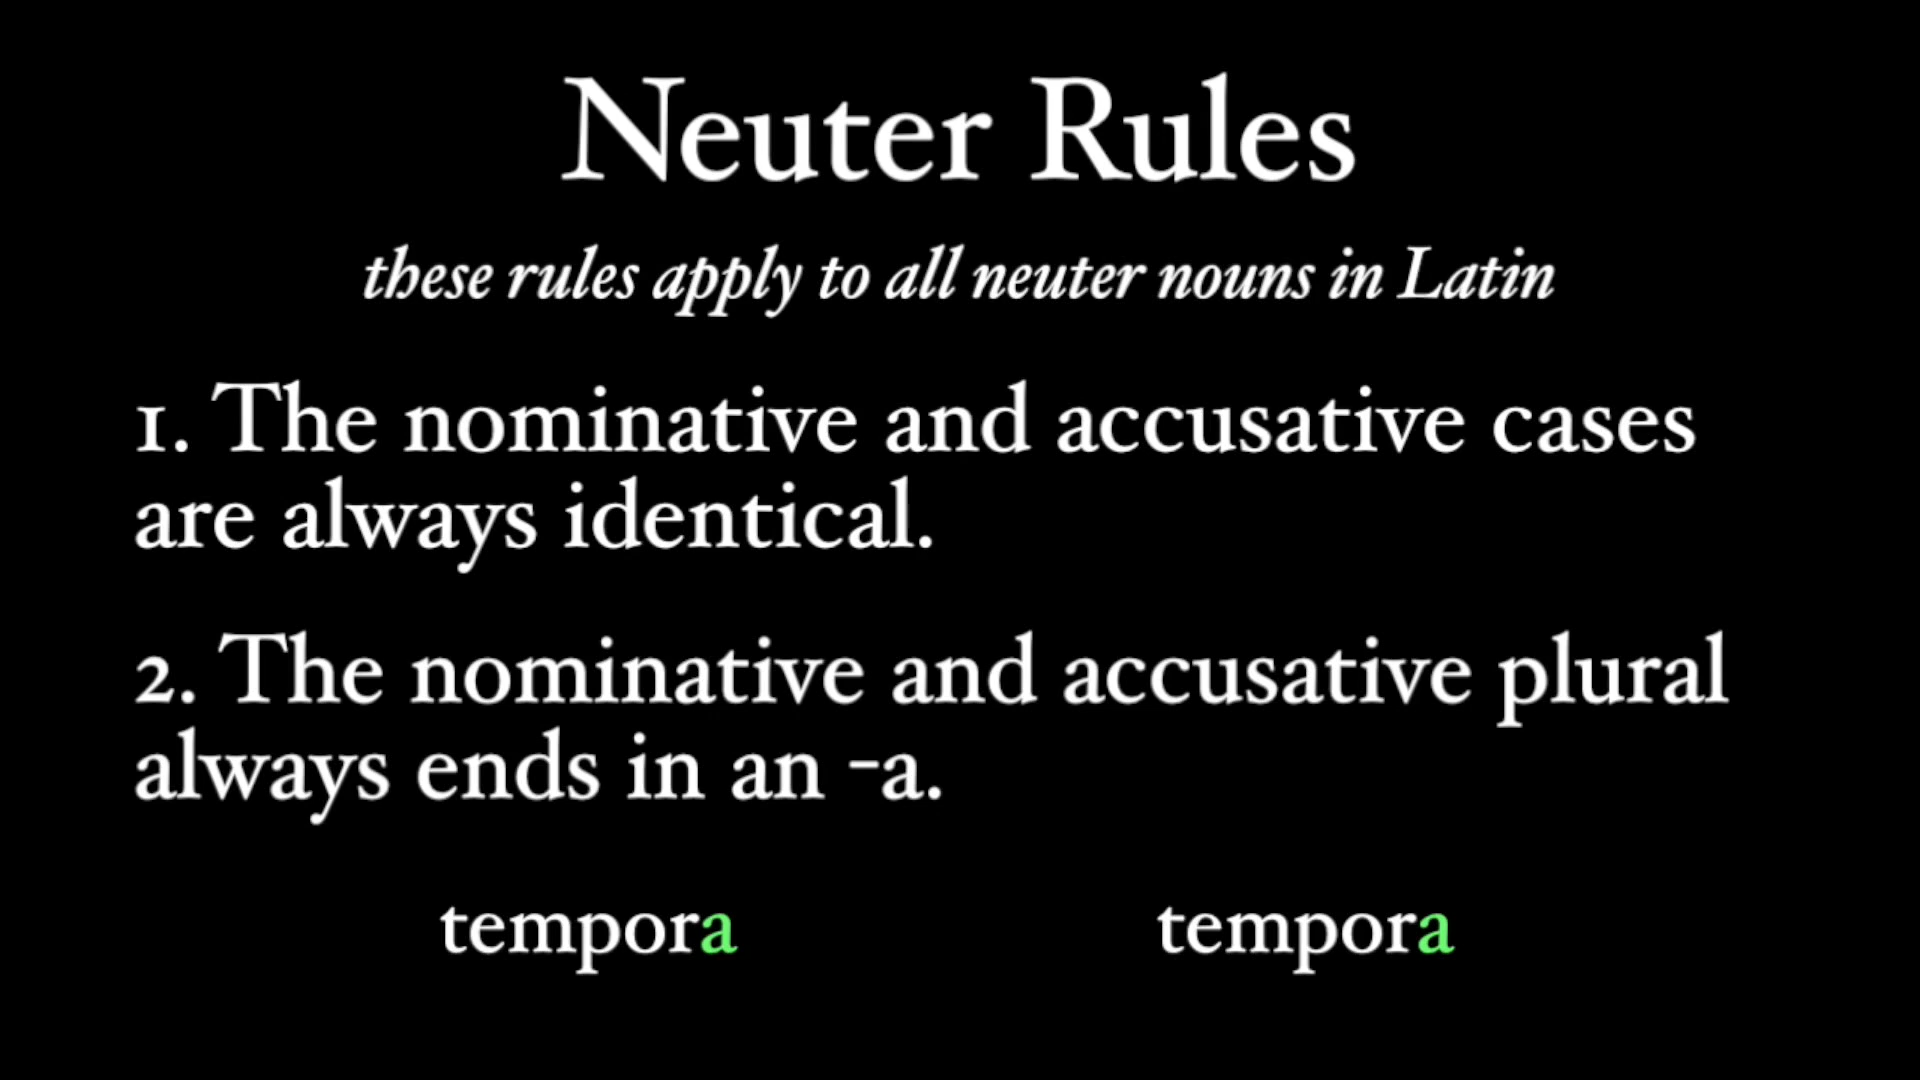 Neuter Rules
these rules apply to all neuter nouns in Latin
1. The nominative and accusative cases
are always identical.
2. The nominative and accusative plural
always ends in an -a.
tempora tempora